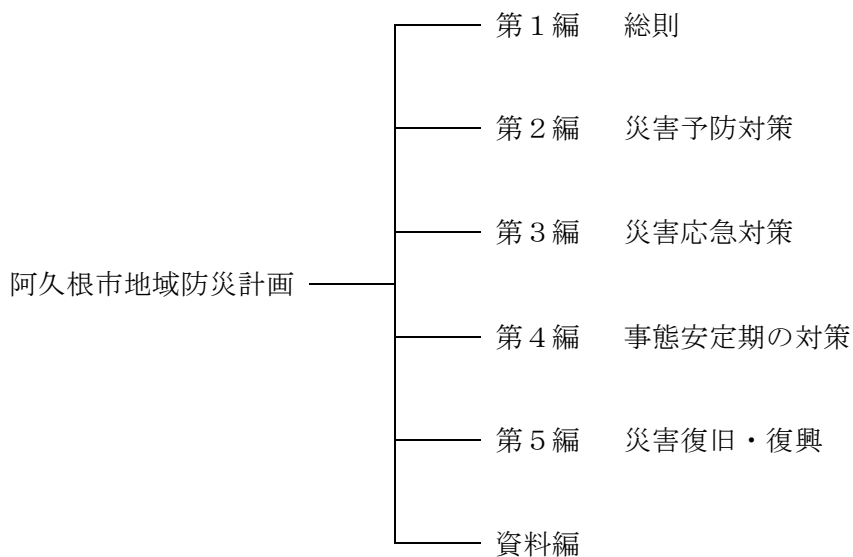 第１編　総則
第２編　災害予防対策
第３編　災害応急対策
阿久根市地域防災計画
第４編　事態安定期の対策
第５編　災害復旧・復興
資料編